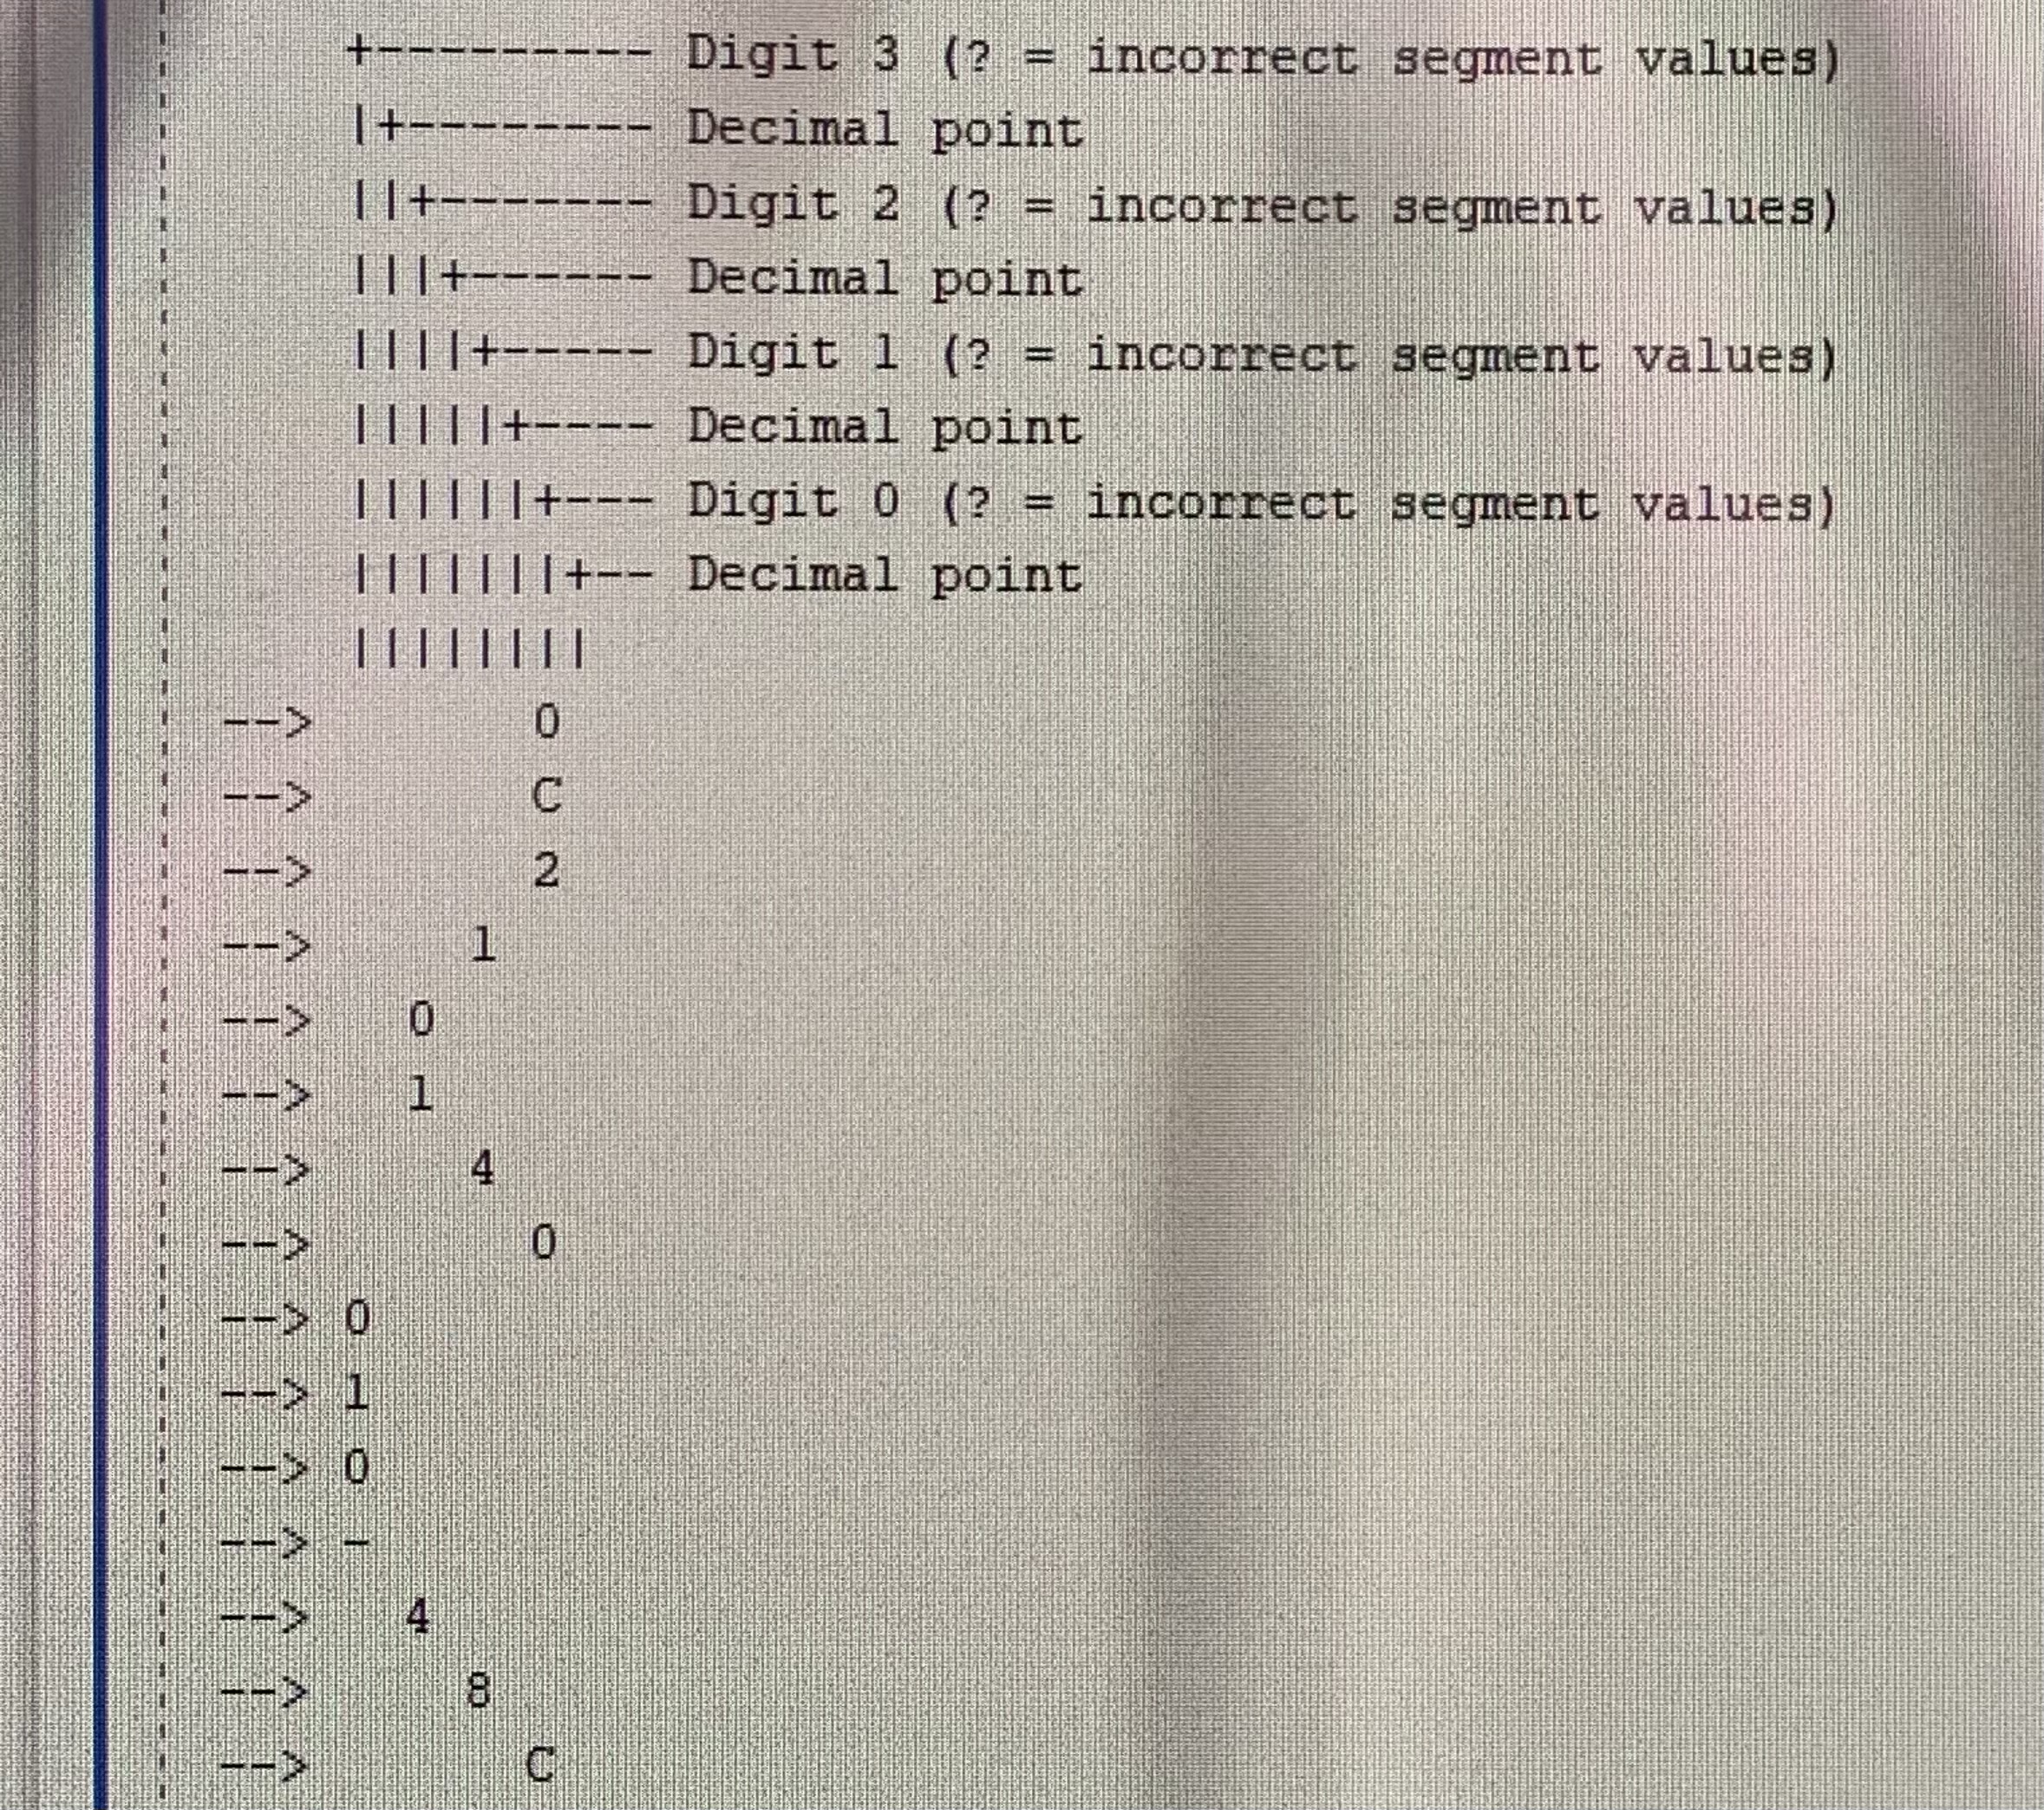 +--------- Digit 3 (? = incorrect segment values)
    |+-------- Decimal point
    ||+------- Digit 2 (? = incorrect segment values)
    |||+------ Decimal point
    ||||+----- Digit 1 (? = incorrect segment values)
    |||||+---- Decimal point
    ||||||+--- Digit 0 (? = incorrect segment values)
    |||||||+-- Decimal point
    ||||||||
-->       0
-->       C
-->       2
-->     1
-->   0
-->   1
-->     4
-->       0
--> 0
--> 1
--> 0
--> -
-->   4
-->     8
-->       C